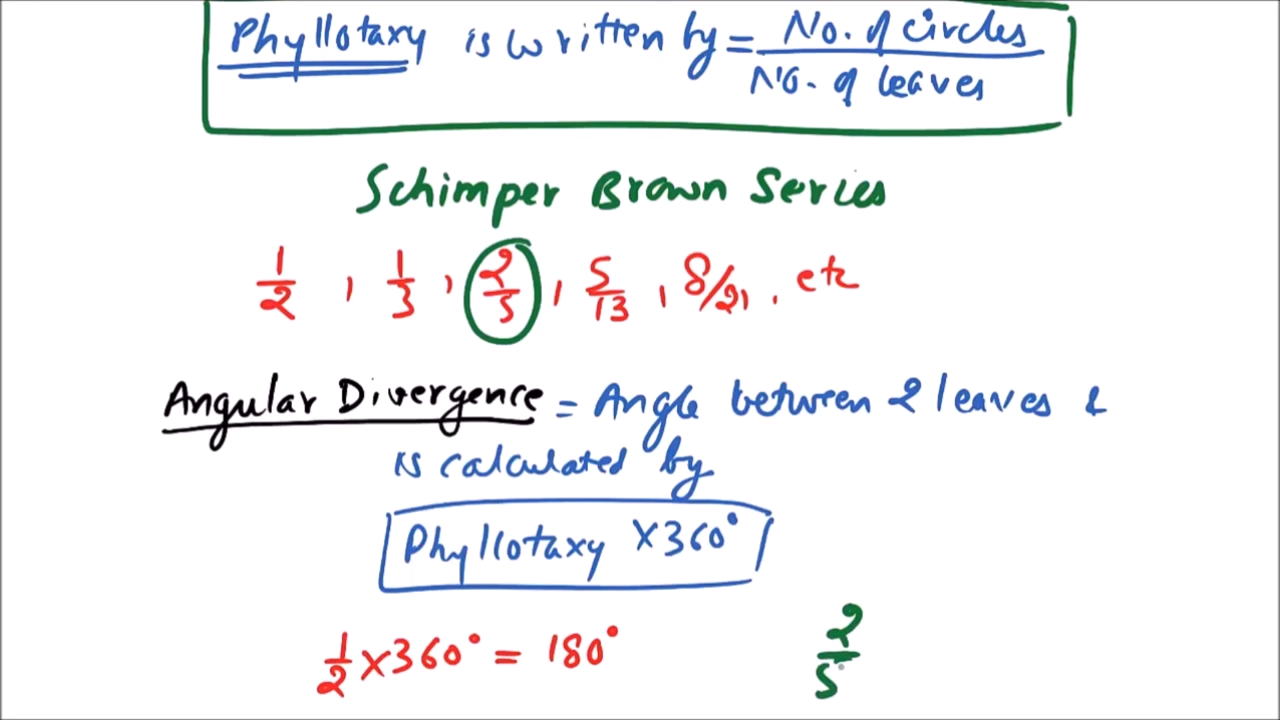 Phyllotaxy is written by = No. of circles
No. of leaves
Schimper Brown Series
1/2 , 1/3 , 2/5 , 5/13 , 8/21 , etc
Angular Divergence = Angle between 2 leaves &
is calculated by
Phyllotaxy X 360°
1/2 X 360° = 180°
2/5